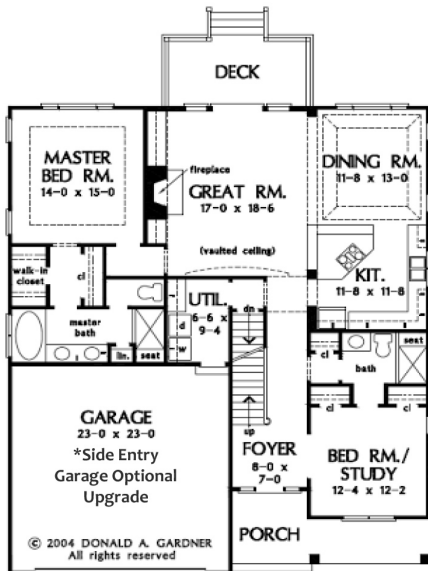 DECK
MASTER
BED RM.
14-0 x 15-0
fireplace
GREAT RM.
17-0 x 18-6
(vaulted ceiling)
DINING RM.
11-8 x 13-0
KIT.
11-8 x 11-8
walk-in
closet
cl
UTIL.
6-6 x
9-4
d
w
dn
master
bath
lin.
seat
cl
bath
seat
cl
cl
up
GARAGE
23-0 x 23-0
*Side Entry
Garage Optional
Upgrade
FOYER
8-0 x
7-0
BED RM./
STUDY
12-4 x 12-2
PORCH
© 2004 DONALD A. GARDNER
All rights reserved